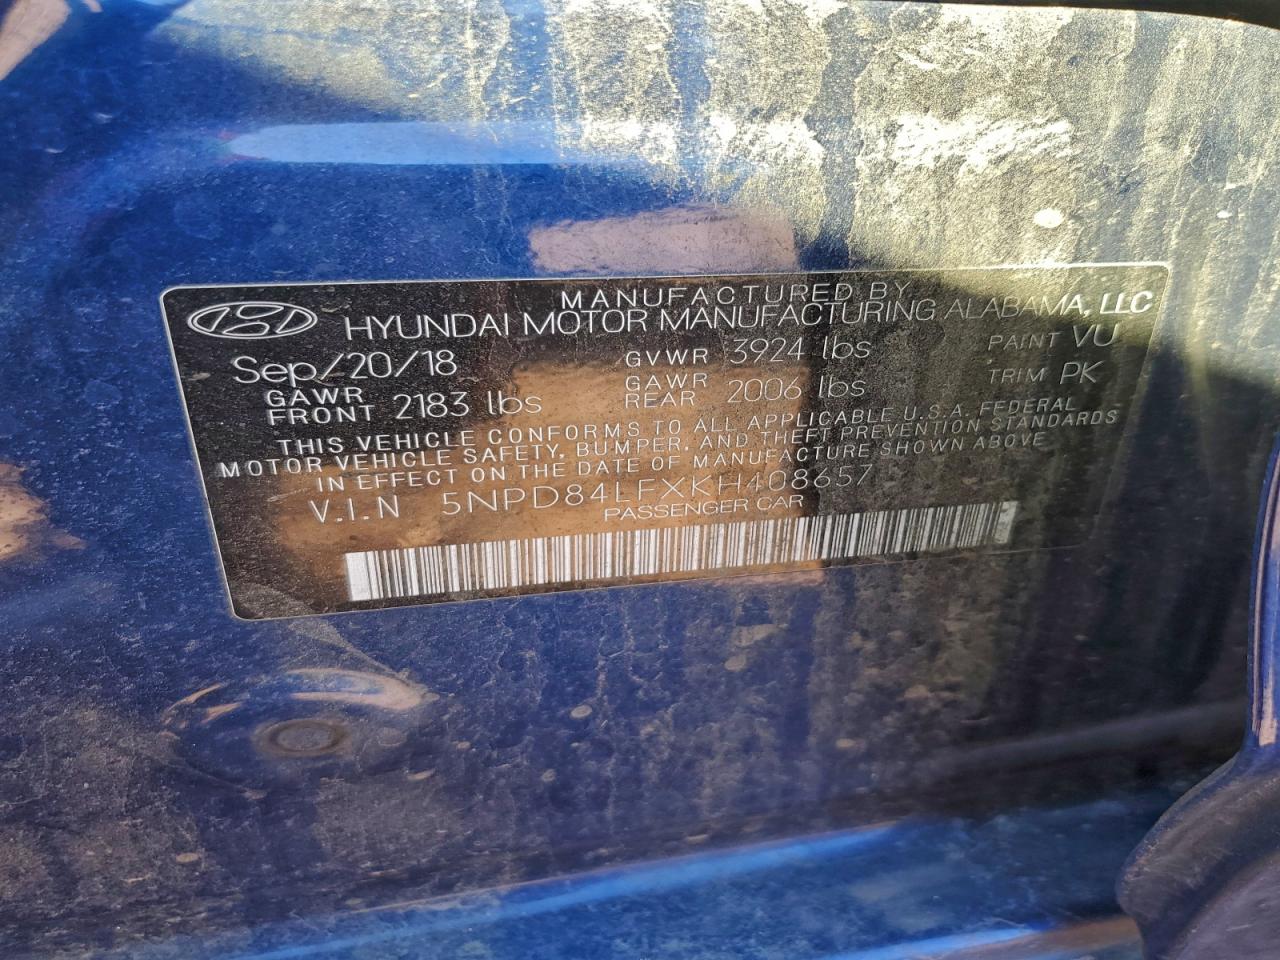 MANUFACTURED BY
HYUNDAI MOTOR MANUFACTURING ALABAMA, LLC
Sep/20/18 GVWR 3924 lbs PAINT VU
GAWR FRONT 2183 lbs GAWR REAR 2006 lbs TRIM PK
THIS VEHICLE CONFORMS TO ALL APPLICABLE U.S.A. FEDERAL
MOTOR VEHICLE SAFETY, BUMPER, AND THEFT PREVENTION STANDARDS
IN EFFECT ON THE DATE OF MANUFACTURE SHOWN ABOVE
V.I.N 5NPD84LFXKH408657
PASSENGER CAR